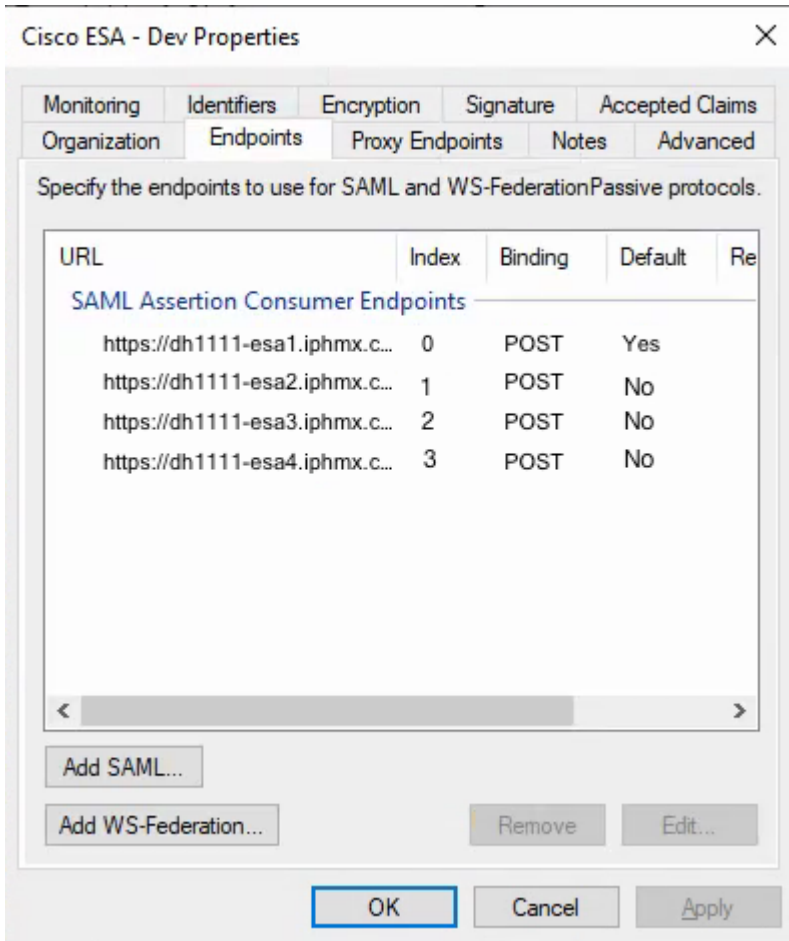 Cisco ESA - Dev Properties
Monitoring Identifiers Encryption Signature Accepted Claims
Organization Endpoints Proxy Endpoints Notes Advanced
Specify the endpoints to use for SAML and WS-FederationPassive protocols.
URL Index Binding Default Re
SAML Assertion Consumer Endpoints
https://dh1111-esa1.iphmx.c... 0 POST Yes
https://dh1111-esa2.iphmx.c... 1 POST No
https://dh1111-esa3.iphmx.c... 2 POST No
https://dh1111-esa4.iphmx.c... 3 POST No
Add SAML...
Add WS-Federation... Remove Edit...
OK Cancel Apply